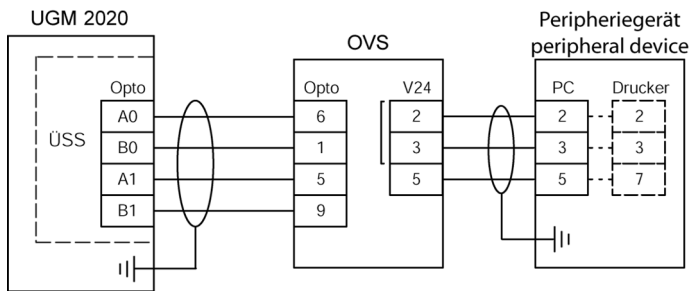 UGM 2020
OVS
Peripheriegerät
peripheral device
Opto
Opto
V24
PC
Drucker
ÜSS
A0
6
2
2
2
B0
1
3
3
3
A1
5
5
5
7
B1
9